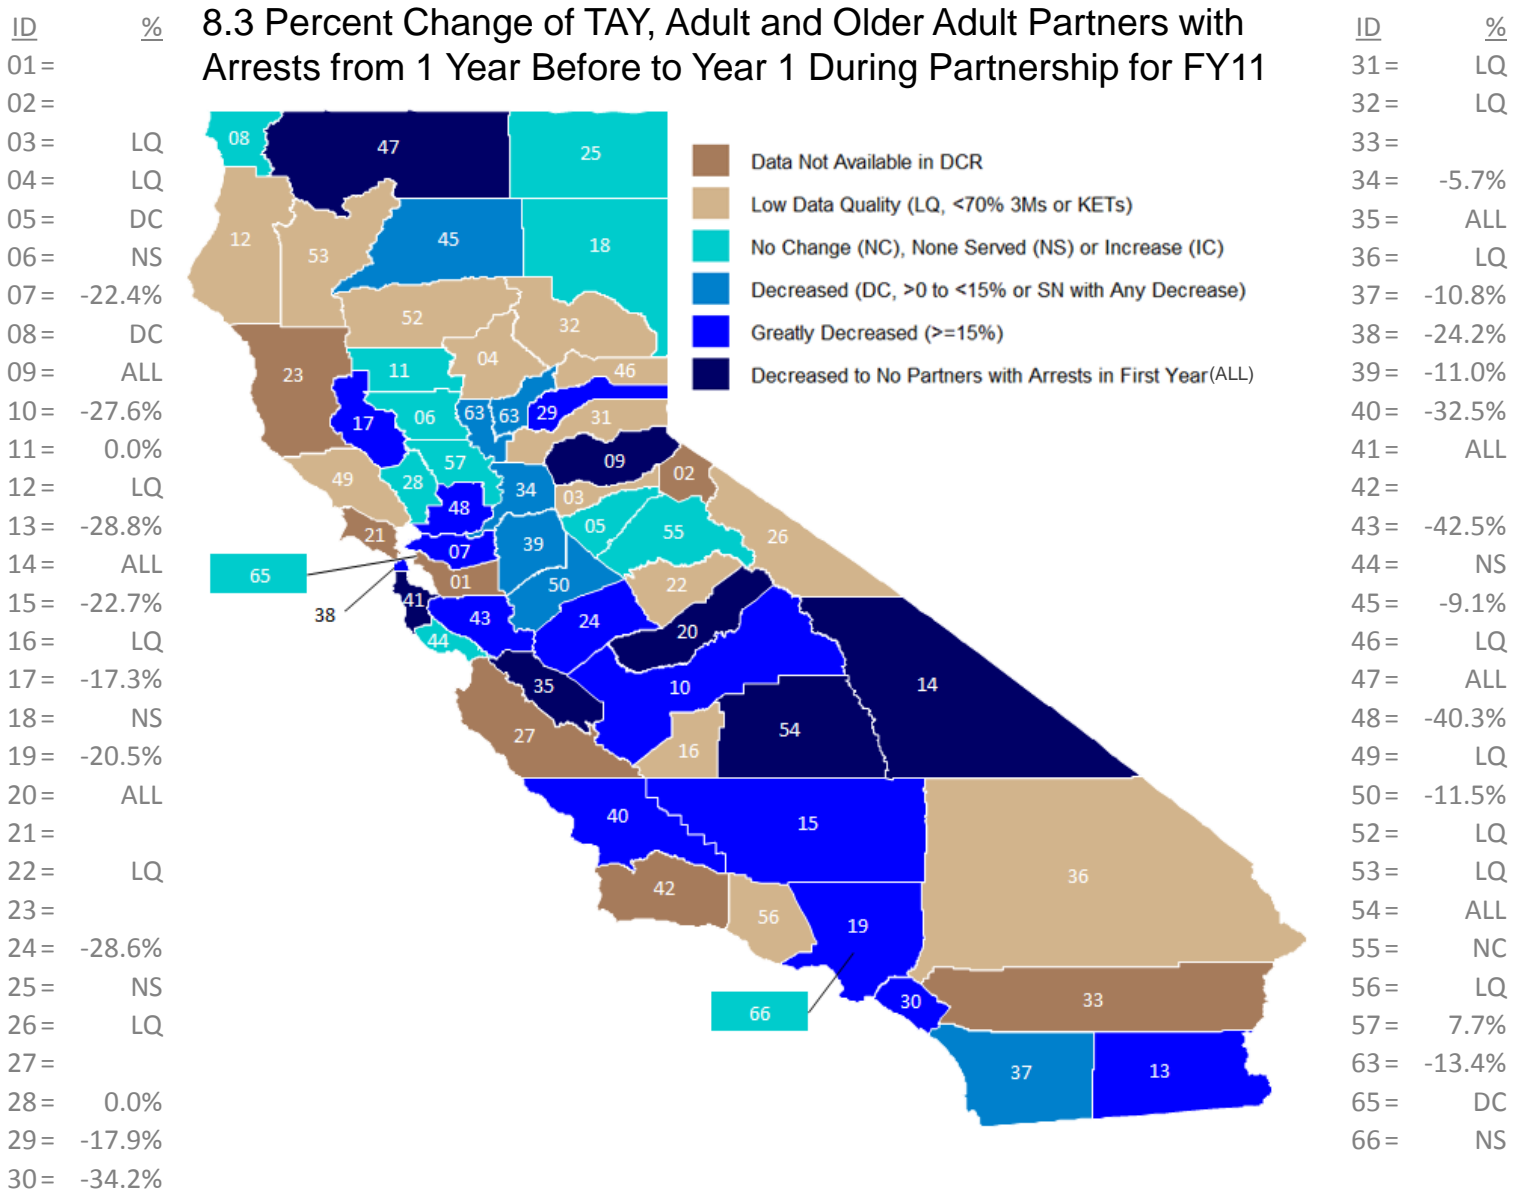 8.3 Percent Change of TAY, Adult and Older Adult Partners with
Arrests from 1 Year Before to Year 1 During Partnership for FY11
ID %
01=
02=
03= LQ
04= LQ
05= DC
06= NS
07= -22.4%
08= DC
09= ALL
10= -27.6%
11= 0.0%
12= LQ
13= -28.8%
14= ALL
15= -22.7%
16= LQ
17= -17.3%
18= NS
19= -20.5%
20= ALL
21=
22= LQ
23=
24= -28.6%
25= NS
26= LQ
27=
28= 0.0%
29= -17.9%
30= -34.2%
08
47
25
12
53
45
18
52
32
04
23
11
46
17
06
63
63
29
31
49
28
57
09
02
48
34
03
21
07
39
05
55
26
65
01
50
22
38
41
43
24
20
44
35
10
14
27
16
54
40
15
42
56
19
36
66
30
33
37
13
Data Not Available in DCR
Low Data Quality (LQ, <70% 3Ms or KETs)
No Change (NC), None Served (NS) or Increase (IC)
Decreased (DC, >0 to <15% or SN with Any Decrease)
Greatly Decreased (>=15%)
Decreased to No Partners with Arrests in First Year(ALL)
ID %
31= LQ
32= LQ
33=
34= -5.7%
35= ALL
36= LQ
37= -10.8%
38= -24.2%
39= -11.0%
40= -32.5%
41= ALL
42=
43= -42.5%
44= NS
45= -9.1%
46= LQ
47= ALL
48= -40.3%
49= LQ
50= -11.5%
52= LQ
53= LQ
54= ALL
55= NC
56= LQ
57= 7.7%
63= -13.4%
65= DC
66= NS